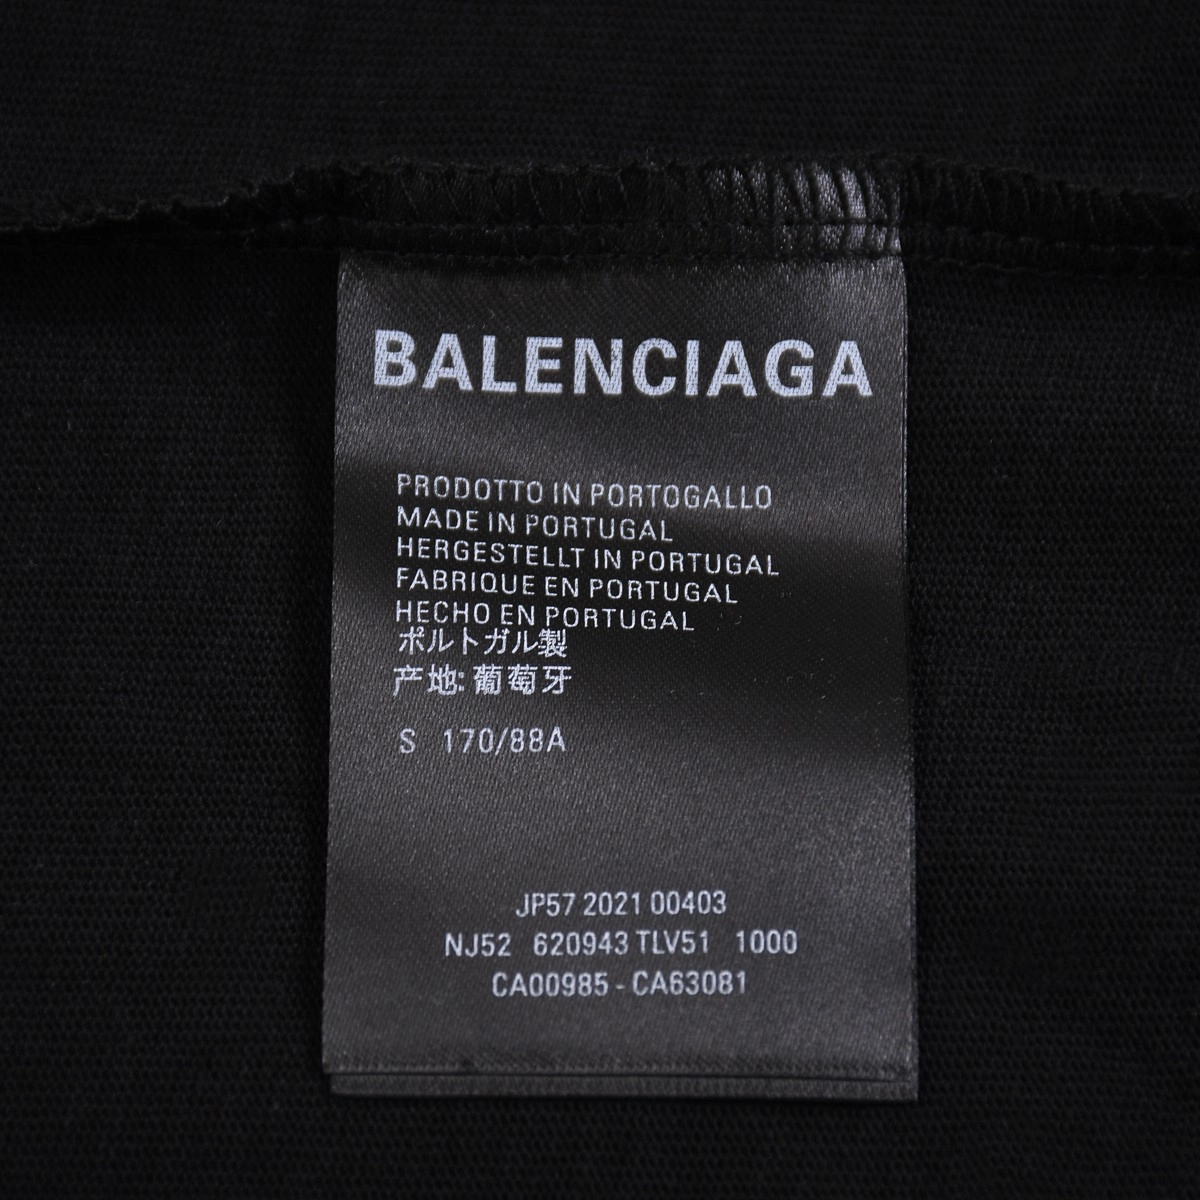 BALENCIAGA
PRODOTTO IN PORTOGALLO
MADE IN PORTUGAL
HERGESTELLT IN PORTUGAL
FABRIQUE EN PORTUGAL
HECHO EN PORTUGAL
ポルトガル製
产地:葡萄牙
S 170/88A
JP57 2021 00403
NJ52 620943 TLV51 1000
CA00985 - CA63081